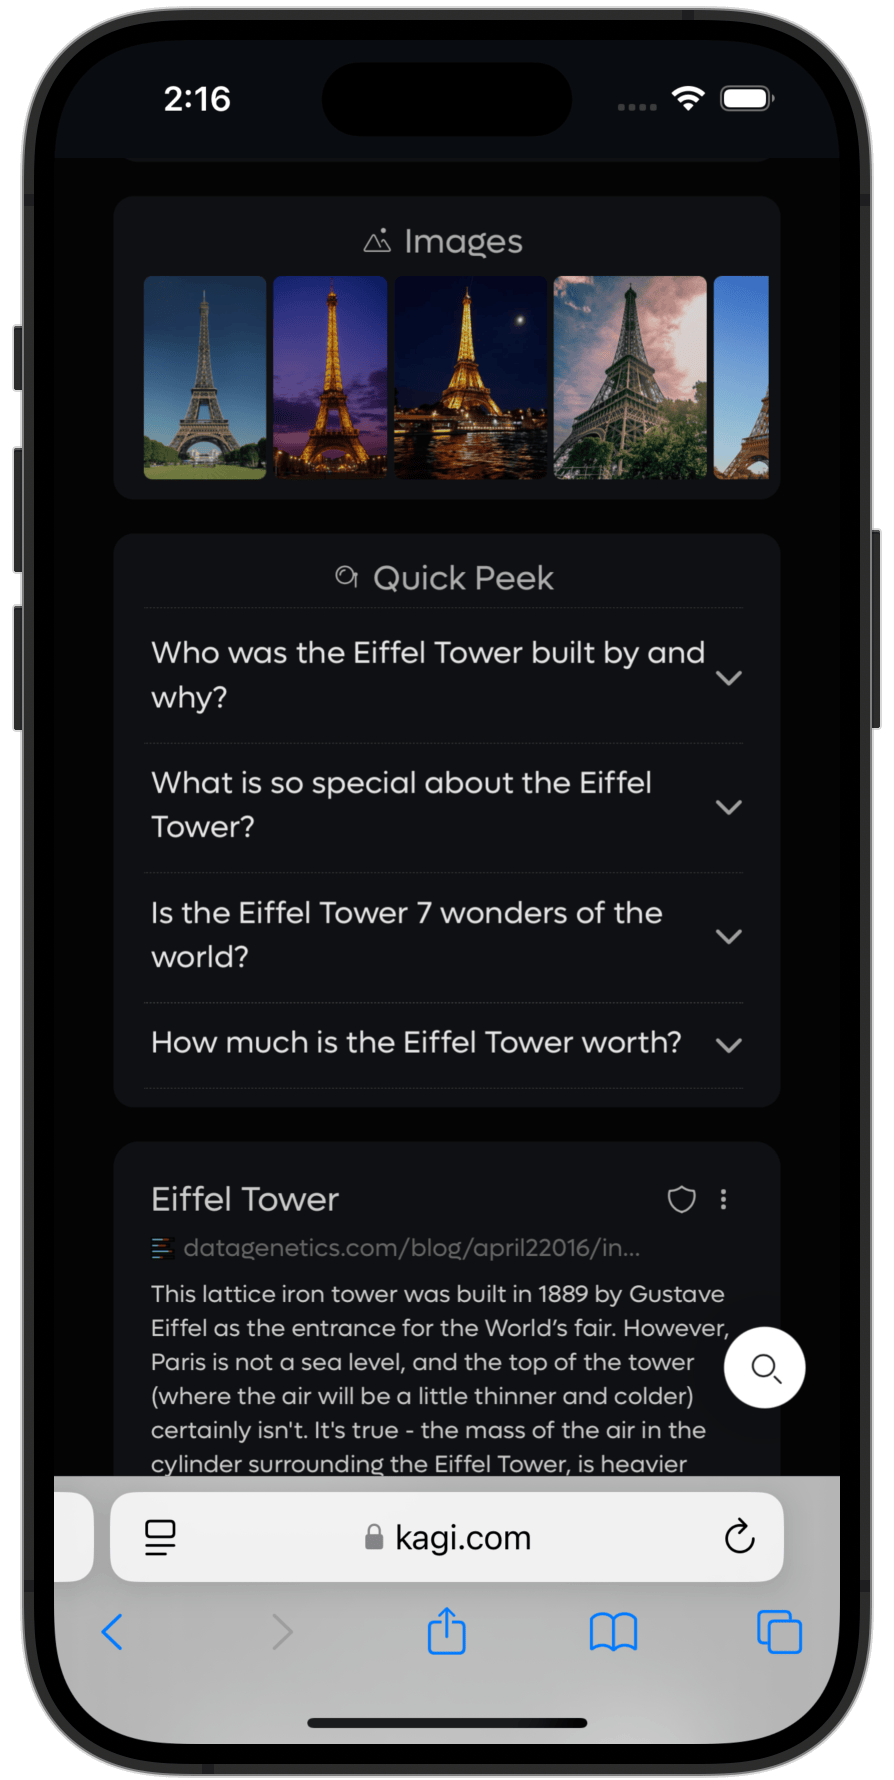 2:16
Images
Quick Peek
Who was the Eiffel Tower built by and
why?
What is so special about the Eiffel
Tower?
Is the Eiffel Tower 7 wonders of the
world?
How much is the Eiffel Tower worth?
Eiffel Tower
datagenetics.com/blog/april22016/in...
This lattice iron tower was built in 1889 by Gustave
Eiffel as the entrance for the World’s fair. However,
Paris is not a sea level, and the top of the tower
(where the air will be a little thinner and colder)
certainly isn't. It's true - the mass of the air in the
cylinder surrounding the Eiffel Tower, is heavier
kagi.com